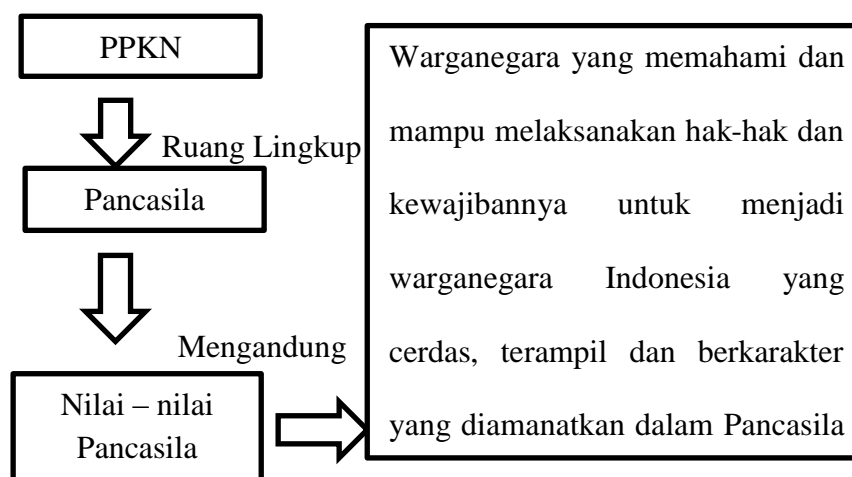 PPKN
Ruang Lingkup
Pancasila
Mengandung
Nilai – nilai
Pancasila
Warganegara yang memahami dan
mampu melaksanakan hak-hak dan
kewajibannya untuk menjadi
warganegara Indonesia yang
cerdas, terampil dan berkarakter
yang diamanatkan dalam Pancasila